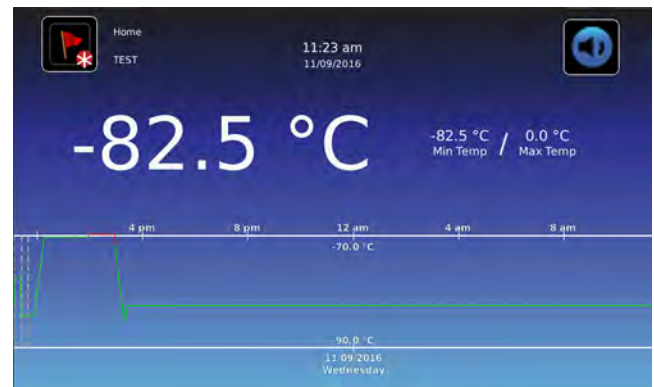 Home
TEST
11:23 am
11/09/2016
-82.5 °C
-82.5 °C / 0.0 °C
Min Temp Max Temp
4 pm 8 pm 12 am 4 am 8 am
-70.0 °C
-90.0 °C
11/09/2016
Wednesday